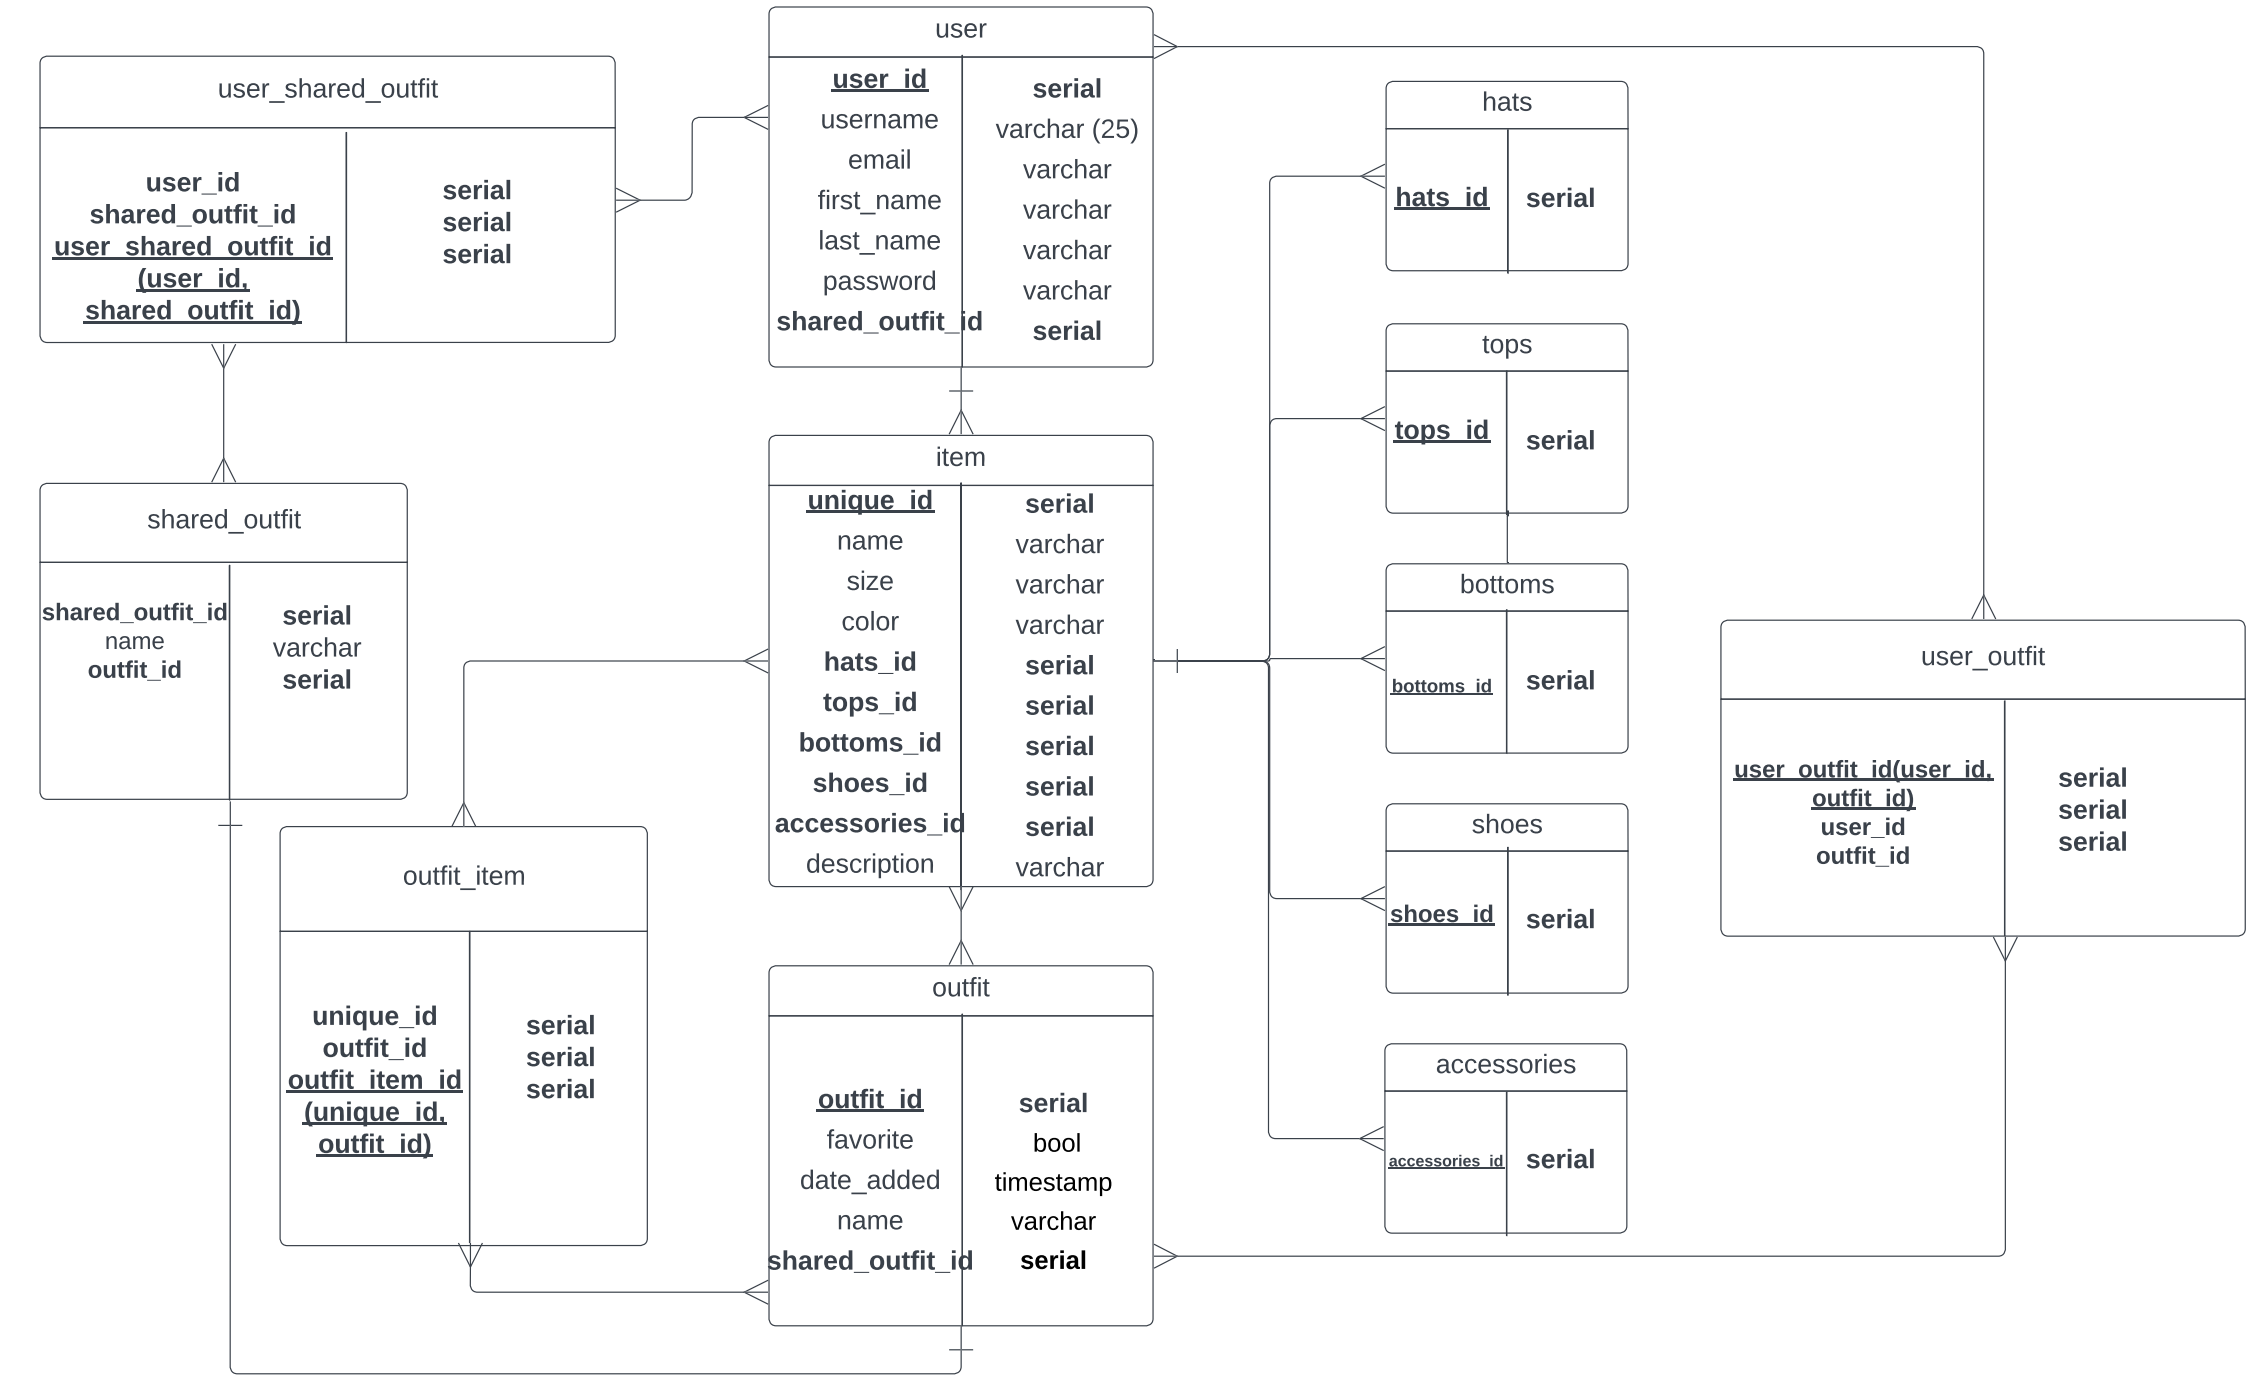 user
user_id
username
email
first_name
last_name
password
shared_outfit_id
serial
varchar (25)
varchar
varchar
varchar
varchar
serial
user_shared_outfit
user_id
shared_outfit_id
user_shared_outfit_id
(user_id,
shared_outfit_id)
serial
serial
serial
hats
hats_id
serial
tops
tops_id
serial
item
unique_id
name
size
color
hats_id
tops_id
bottoms_id
shoes_id
accessories_id
description
serial
varchar
varchar
varchar
serial
serial
serial
serial
serial
varchar
shared_outfit
shared_outfit_id
name
outfit_id
serial
varchar
serial
bottoms
bottoms_id
serial
user_outfit
user_outfit_id(user_id,
outfit_id)
user_id
outfit_id
serial
serial
serial
shoes
shoes_id
serial
outfit_item
unique_id
outfit_id
outfit_item_id
(unique_id,
outfit_id)
serial
serial
serial
outfit
outfit_id
favorite
date_added
name
shared_outfit_id
serial
bool
timestamp
varchar
serial
accessories
accessories_id
serial